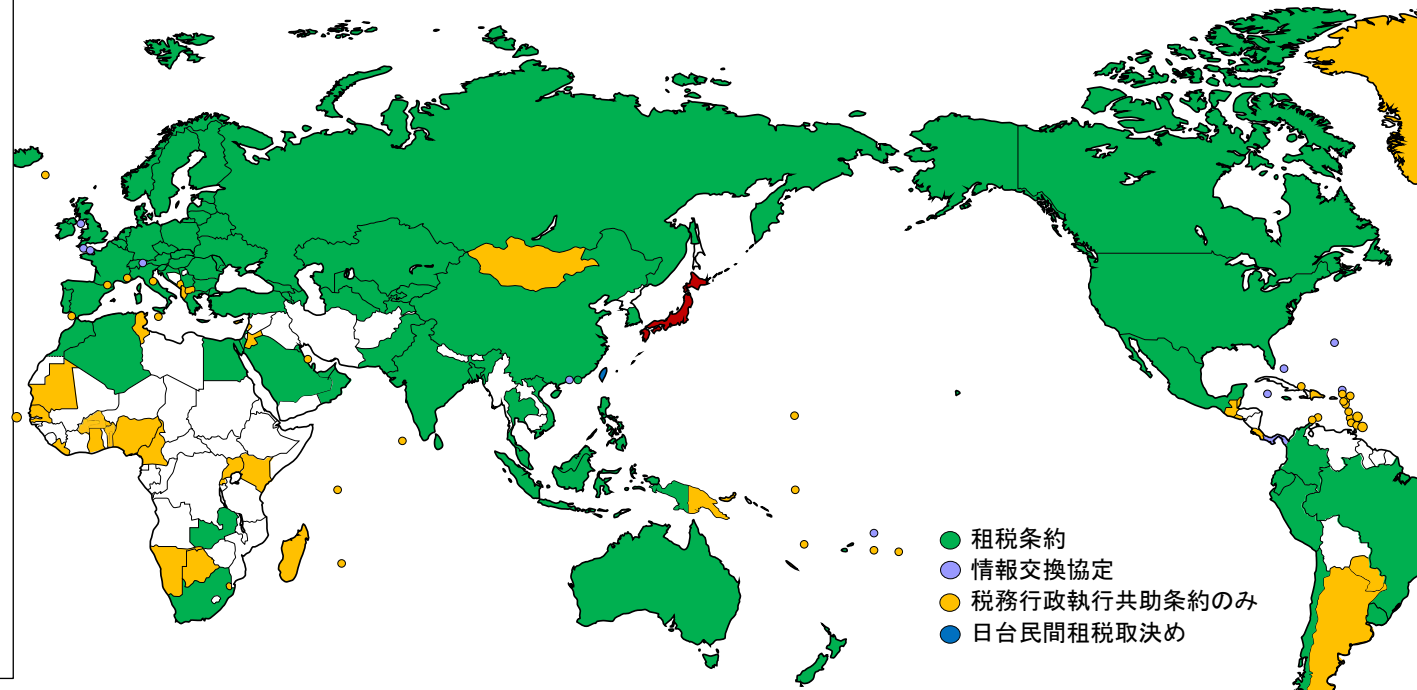 租税条約
情報交換協定
税務行政執行共助条約のみ
日台民間租税取決め